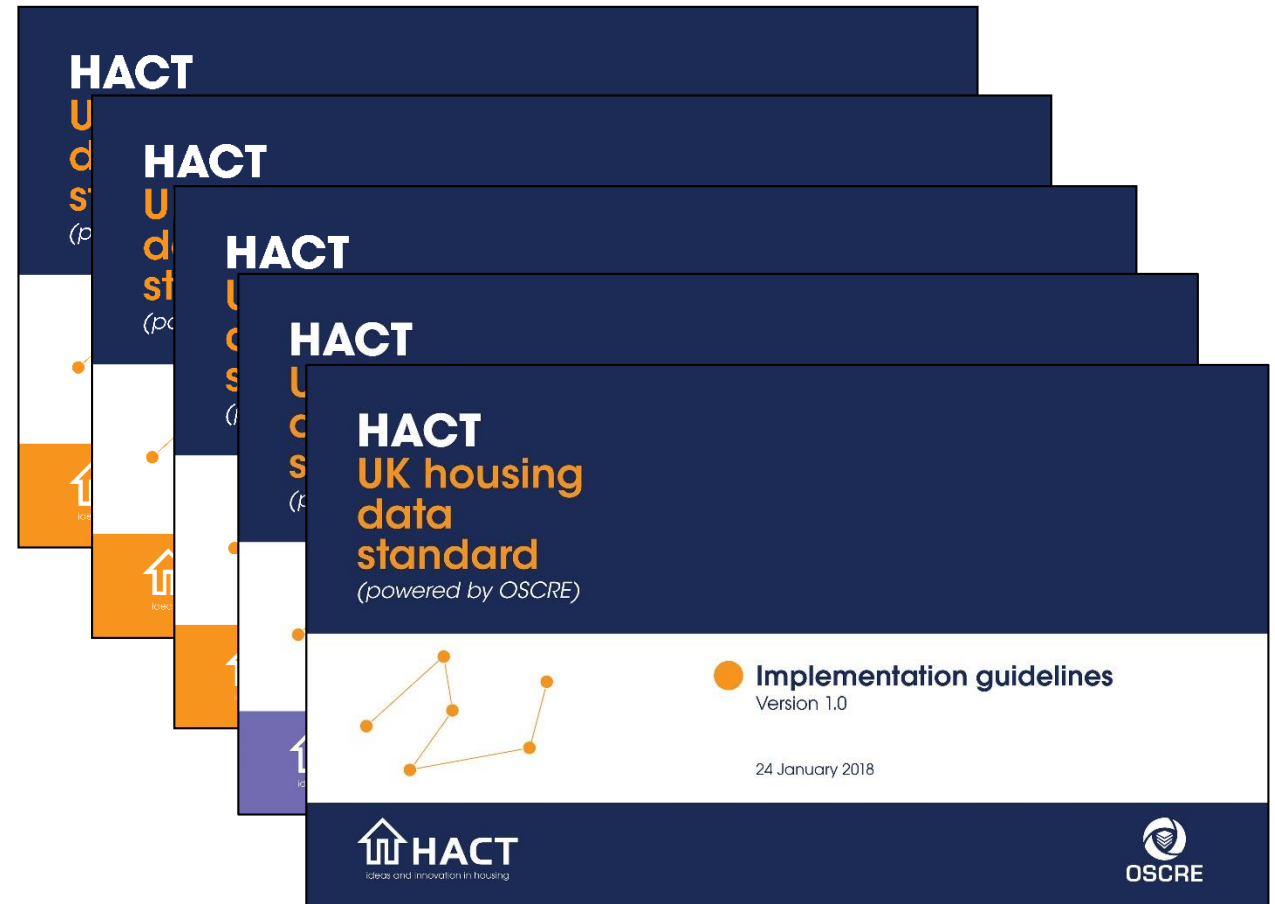 HACT
HACT
HACT
HACT
HACT
UK housing
data
standard
(powered by OSCRE)
Implementation guidelines
Version 1.0
24 January 2018
HACT
ideas and innovation in housing
OSCRE